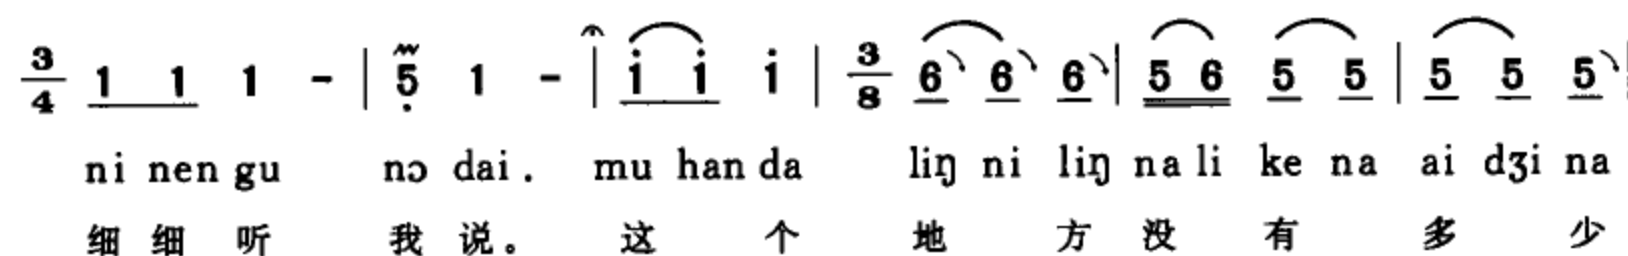 3/4 1 1 1 - | 5 1 - | i i i | 3/8 6 6 6 | 5 6 5 5 | 5 5 5
ni nen gu nɔ dai. mu han da liŋ ni liŋ na li ke na ai dʒi na
细 细 听 我 说。 这 个 地 方 没 有 多 少